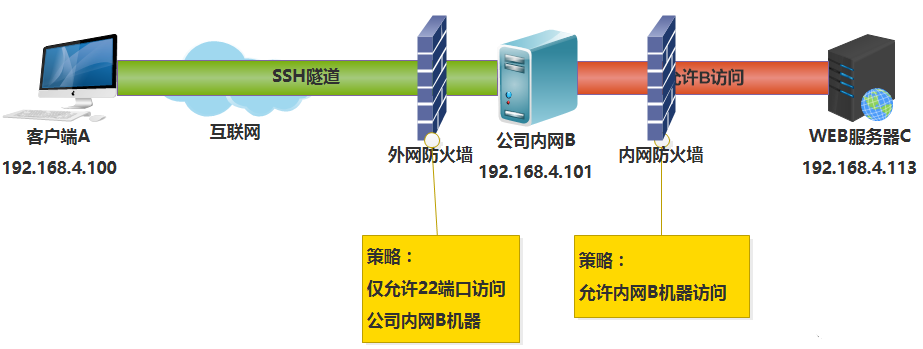 SSH隧道
允许B访问
互联网
客户端A
192.168.4.100
外网防火墙
公司内网B
192.168.4.101
内网防火墙
WEB服务器C
192.168.4.113
策略：
仅允许22端口访问
公司内网B机器
策略：
允许内网B机器访问